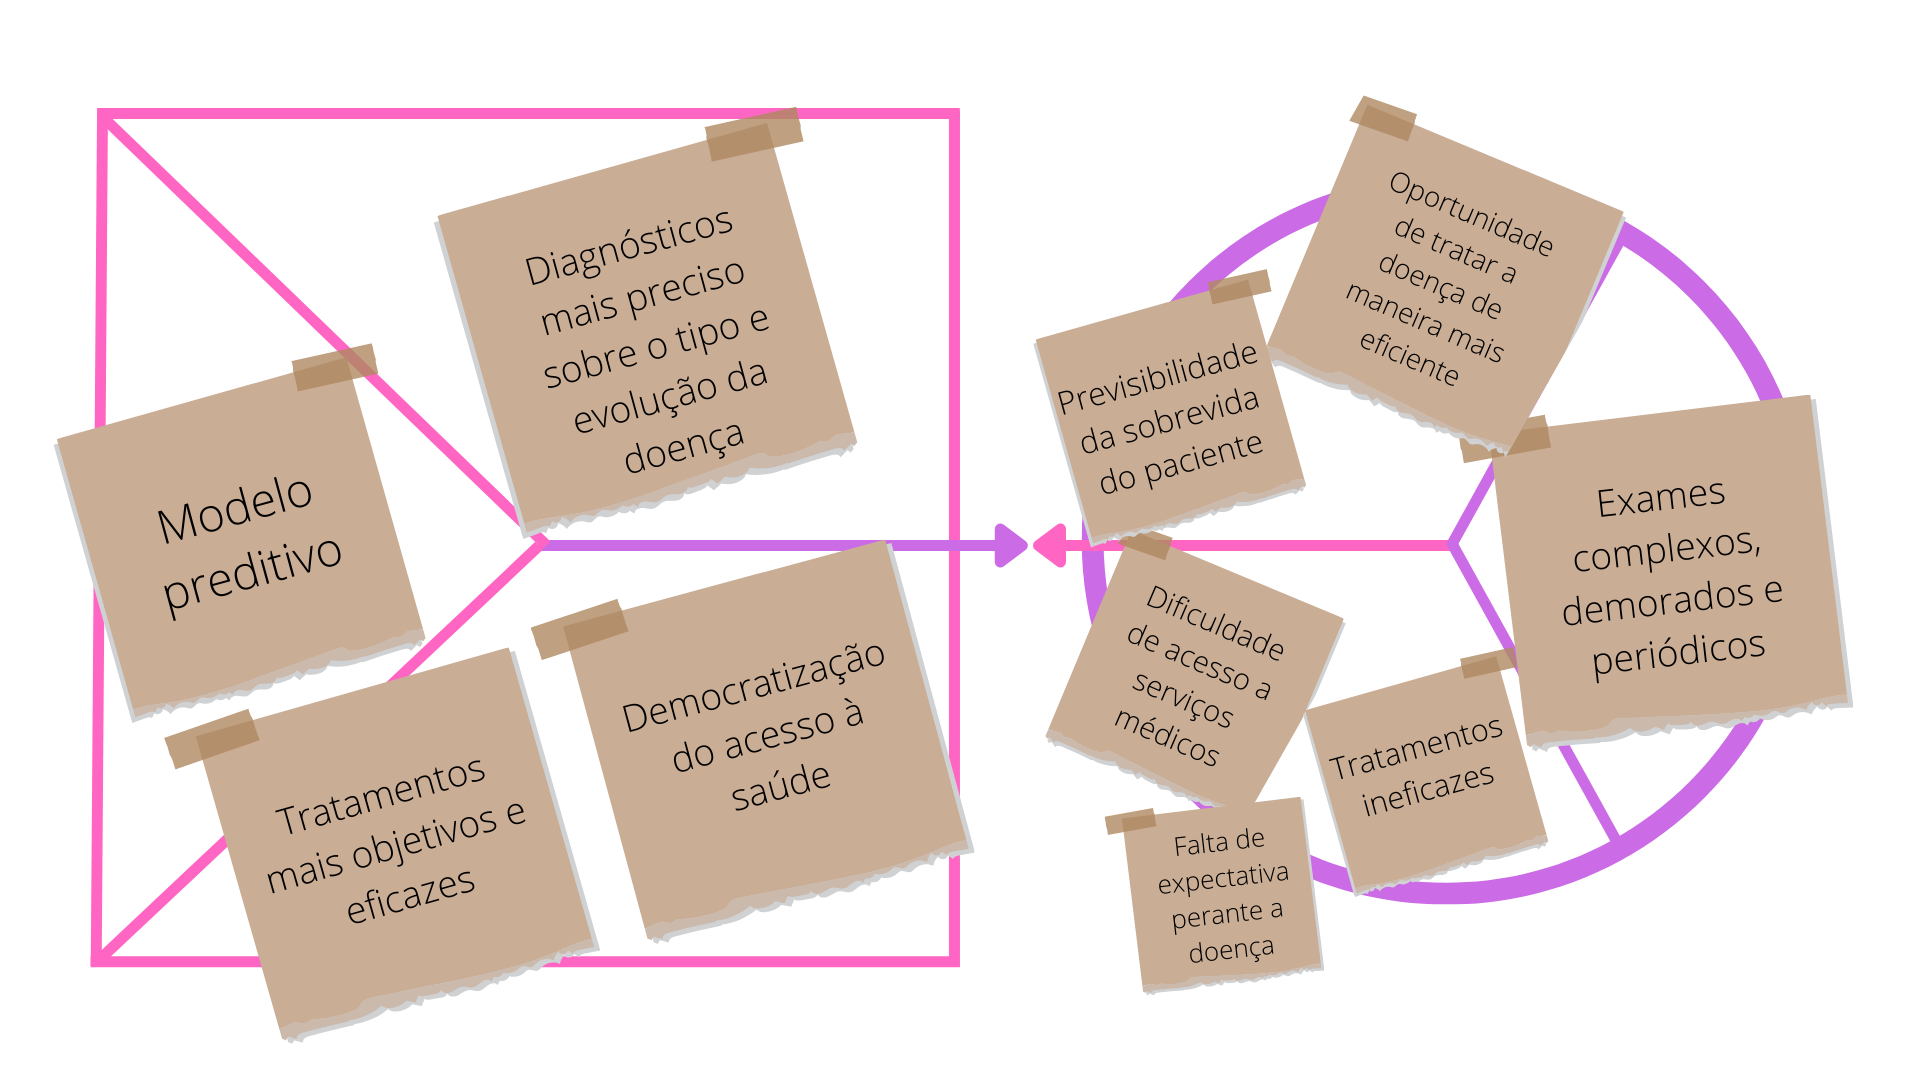 Diagnósticos
mais preciso
sobre o tipo e
evolução da
doença
Modelo
preditivo
Tratamentos
mais objetivos e
eficazes
Democratização
do acesso à
saúde
Oportunidade
de tratar a
doença de
maneira mais
eficiente
Previsibilidade
da sobrevida
do paciente
Exames
complexos,
demorados e
periódicos
Dificuldade
de acesso a
serviços
médicos
Tratamentos
ineficazes
Falta de
expectativa
perante a
doença